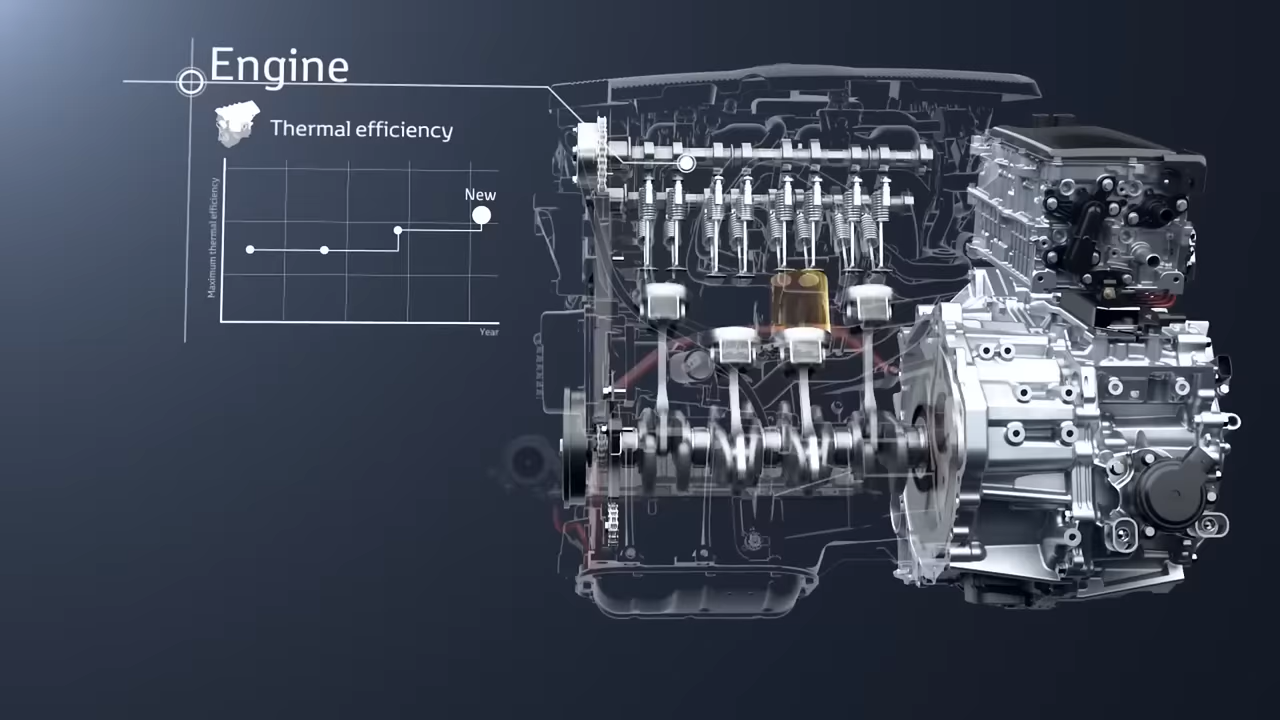 Engine
Thermal efficiency
New
Maximum thermal efficiency
Year